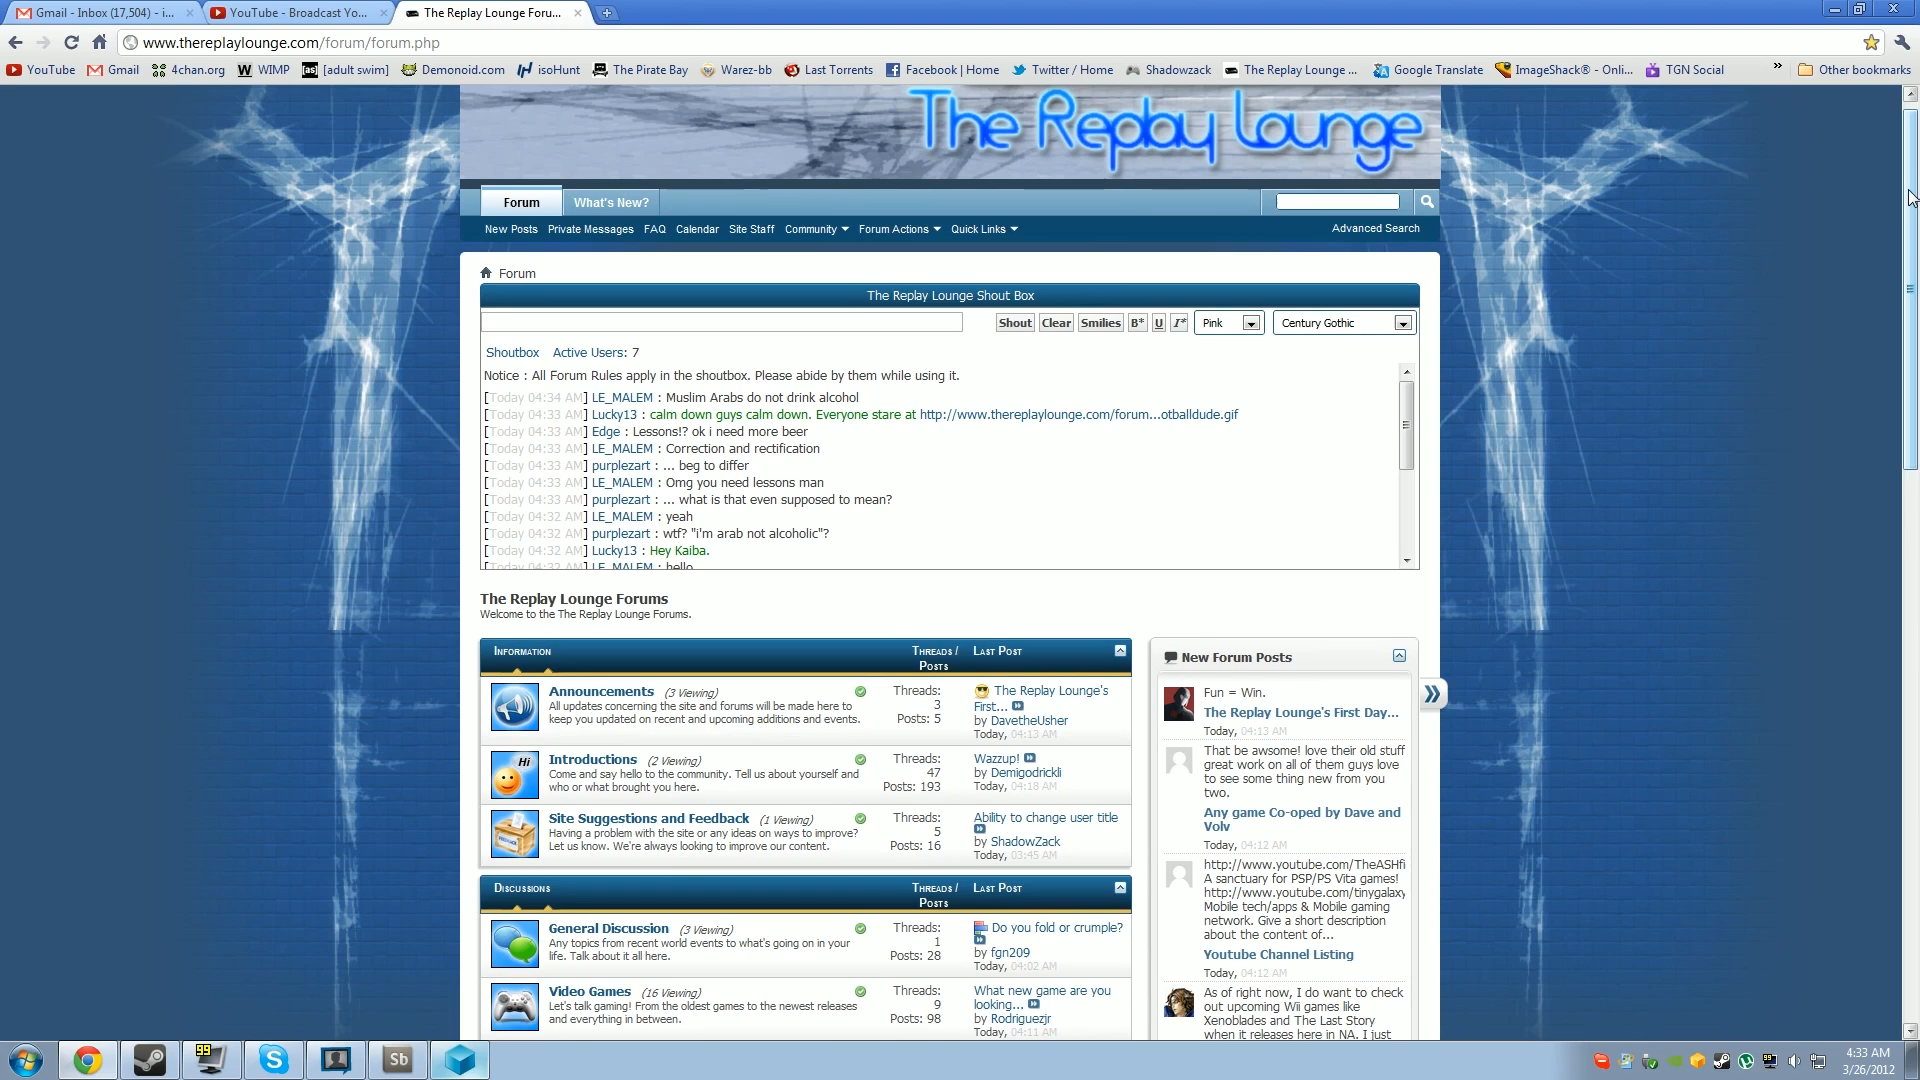 Gmail - Inbox (17,504) - i...
YouTube - Broadcast Yo...
The Replay Lounge Foru...
www.thereplaylounge.com/forum/forum.php
YouTube
Gmail
4chan.org
WIMP
[adult swim]
Demonoid.com
isoHunt
The Pirate Bay
Warez-bb
Last Torrents
Facebook | Home
Twitter / Home
Shadowzack
The Replay Lounge ...
Google Translate
ImageShack® - Onli...
TGN Social
»
Other bookmarks
The Replay Lounge
Forum
What's New?
New Posts Private Messages FAQ Calendar Site Staff Community Forum Actions Quick Links
Advanced Search
Forum
The Replay Lounge Shout Box
Shout Clear Smilies B* U I* Pink Century Gothic
Shoutbox Active Users: 7
Notice : All Forum Rules apply in the shoutbox. Please abide by them while using it.
[Today 04:34 AM] LE_MALEM : Muslim Arabs do not drink alcohol
[Today 04:33 AM] Lucky13 : calm down guys calm down. Everyone stare at http://www.thereplaylounge.com/forum...otballdude.gif
[Today 04:33 AM] Edge : Lessons!? ok i need more beer
[Today 04:33 AM] LE_MALEM : Correction and rectification
[Today 04:33 AM] purplezart : ... beg to differ
[Today 04:33 AM] LE_MALEM : Omg you need lessons man
[Today 04:33 AM] purplezart : ... what is that even supposed to mean?
[Today 04:32 AM] LE_MALEM : yeah
[Today 04:32 AM] purplezart : wtf? "i'm arab not alcoholic"?
[Today 04:32 AM] Lucky13 : Hey Kaiba.
[Today 04:32 AM] LE_MALEM : hello
The Replay Lounge Forums
Welcome to the The Replay Lounge Forums.
Information
Threads / Posts
Last Post
Announcements (3 Viewing)
All updates concerning the site and forums will be made here to
keep you updated on recent and upcoming additions and events.
Threads: 3
Posts: 5
The Replay Lounge's
First...
by DavetheUsher
Today, 04:13 AM
Hi
Introductions (2 Viewing)
Come and say hello to the community. Tell us about yourself and
who or what brought you here.
Threads: 47
Posts: 193
Wazzup!
by Demigodrickli
Today, 04:18 AM
Site Suggestions and Feedback (1 Viewing)
Having a problem with the site or any ideas on ways to improve?
Let us know. We're always looking to improve our content.
Threads: 5
Posts: 16
Ability to change user title
by ShadowZack
Today, 03:45 AM
Discussions
Threads / Posts
Last Post
General Discussion (3 Viewing)
Any topics from recent world events to what's going on in your
life. Talk about it all here.
Threads: 1
Posts: 28
Do you fold or crumple?
by fgn209
Today, 04:02 AM
Video Games (16 Viewing)
Let's talk gaming! From the oldest games to the newest releases
and everything in between.
Threads: 9
Posts: 98
What new game are you
looking...
by Rodriguezjr
Today, 04:11 AM
New Forum Posts
Fun = Win.
The Replay Lounge's First Day...
Today, 04:13 AM
That be awsome! love their old stuff
great work on all of them guys love
to see some thing new from you
two.
Any game Co-oped by Dave and
Volv
Today, 04:12 AM
http://www.youtube.com/TheASHfi
A sanctuary for PSP/PS Vita games!
http://www.youtube.com/tinygalaxy
Mobile tech/apps & Mobile gaming
network. Give a short description
about the content of...
Youtube Channel Listing
Today, 04:12 AM
As of right now, I do want to check
out upcoming Wii games like
Xenoblades and The Last Story
when it releases here in NA. I just
99
Sb
4:33 AM
3/26/2012